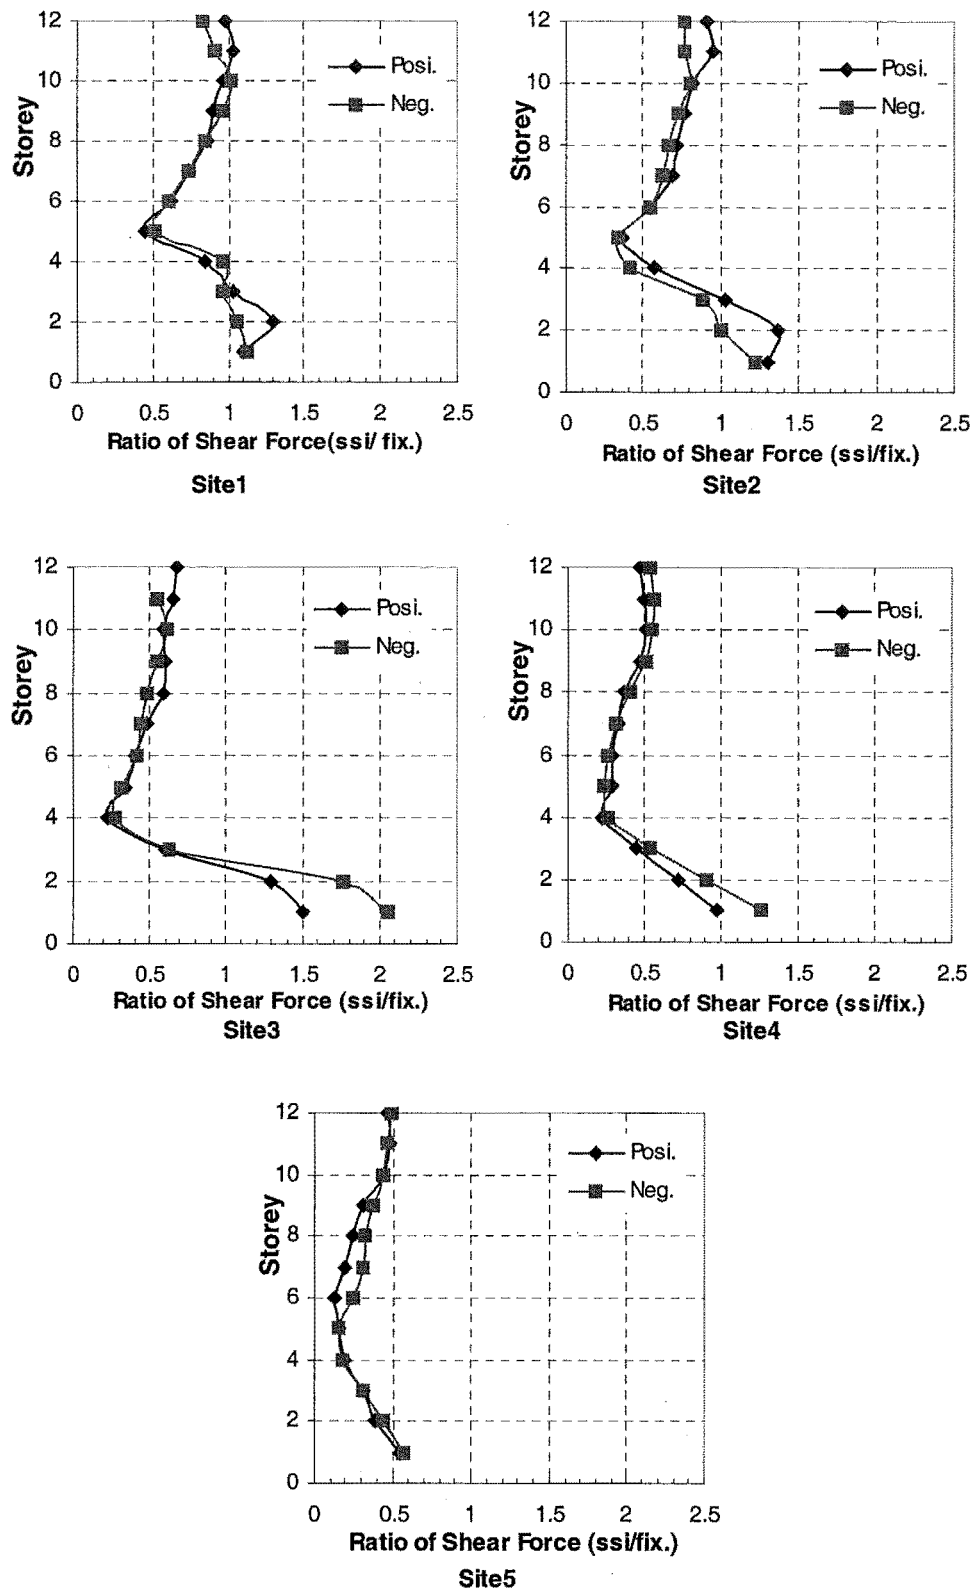 12
10
8
6
4
2
0
Storey
Posi.
Neg.
0 0.5 1 1.5 2 2.5
Ratio of Shear Force(ssi/ fix.)
Site1
12
10
8
6
4
2
0
Storey
Posi.
Neg.
0 0.5 1 1.5 2 2.5
Ratio of Shear Force (ssi/fix.)
Site2
12
10
8
6
4
2
0
Storey
Posi.
Neg.
0 0.5 1 1.5 2 2.5
Ratio of Shear Force (ssi/fix.)
Site3
12
10
8
6
4
2
0
Storey
Posi.
Neg.
0 0.5 1 1.5 2 2.5
Ratio of Shear Force (ssi/fix.)
Site4
12
10
8
6
4
2
0
Storey
Posi.
Neg.
0 0.5 1 1.5 2 2.5
Ratio of Shear Force (ssi/fix.)
Site5